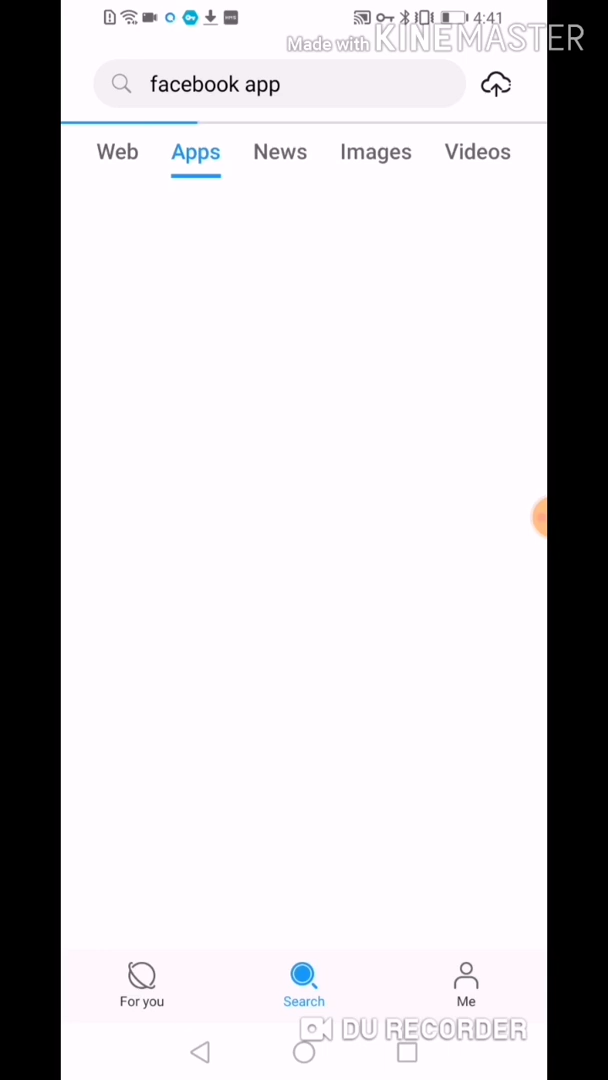 4:41
Made with KINEMASTER
facebook app
Web Apps News Images Videos
For you Search Me
DU RECORDER